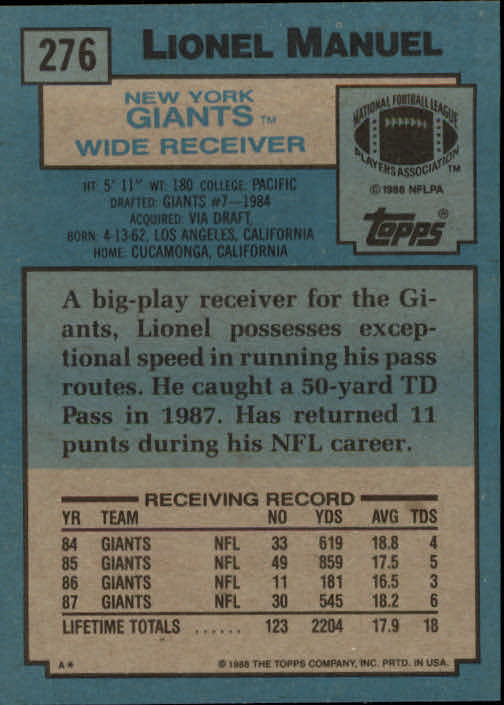 276
LIONEL MANUEL
NEW YORK
GIANTS TM
WIDE RECEIVER
NATIONAL FOOTBALL LEAGUE
PLAYERS ASSOCIATION TM
© 1988 NFLPA
topps®
HT: 5' 11" WT: 180 COLLEGE: PACIFIC
DRAFTED: GIANTS #7—1984
ACQUIRED: VIA DRAFT
BORN: 4-13-62, LOS ANGELES, CALIFORNIA
HOME: CUCAMONGA, CALIFORNIA
A big-play receiver for the Gi-
ants, Lionel possesses excep-
tional speed in running his pass
routes. He caught a 50-yard TD
Pass in 1987. Has returned 11
punts during his NFL career.
RECEIVING RECORD
YR TEAM NO YDS AVG TDS
84 GIANTS NFL 33 619 18.8 4
85 GIANTS NFL 49 859 17.5 5
86 GIANTS NFL 11 181 16.5 3
87 GIANTS NFL 30 545 18.2 6
LIFETIME TOTALS ...... 123 2204 17.9 18
A* © 1988 THE TOPPS COMPANY, INC. PRTD. IN USA.